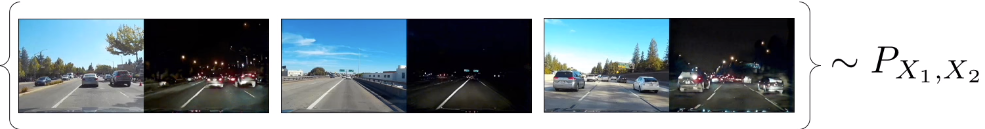 ∼ P_{X_1, X_2}